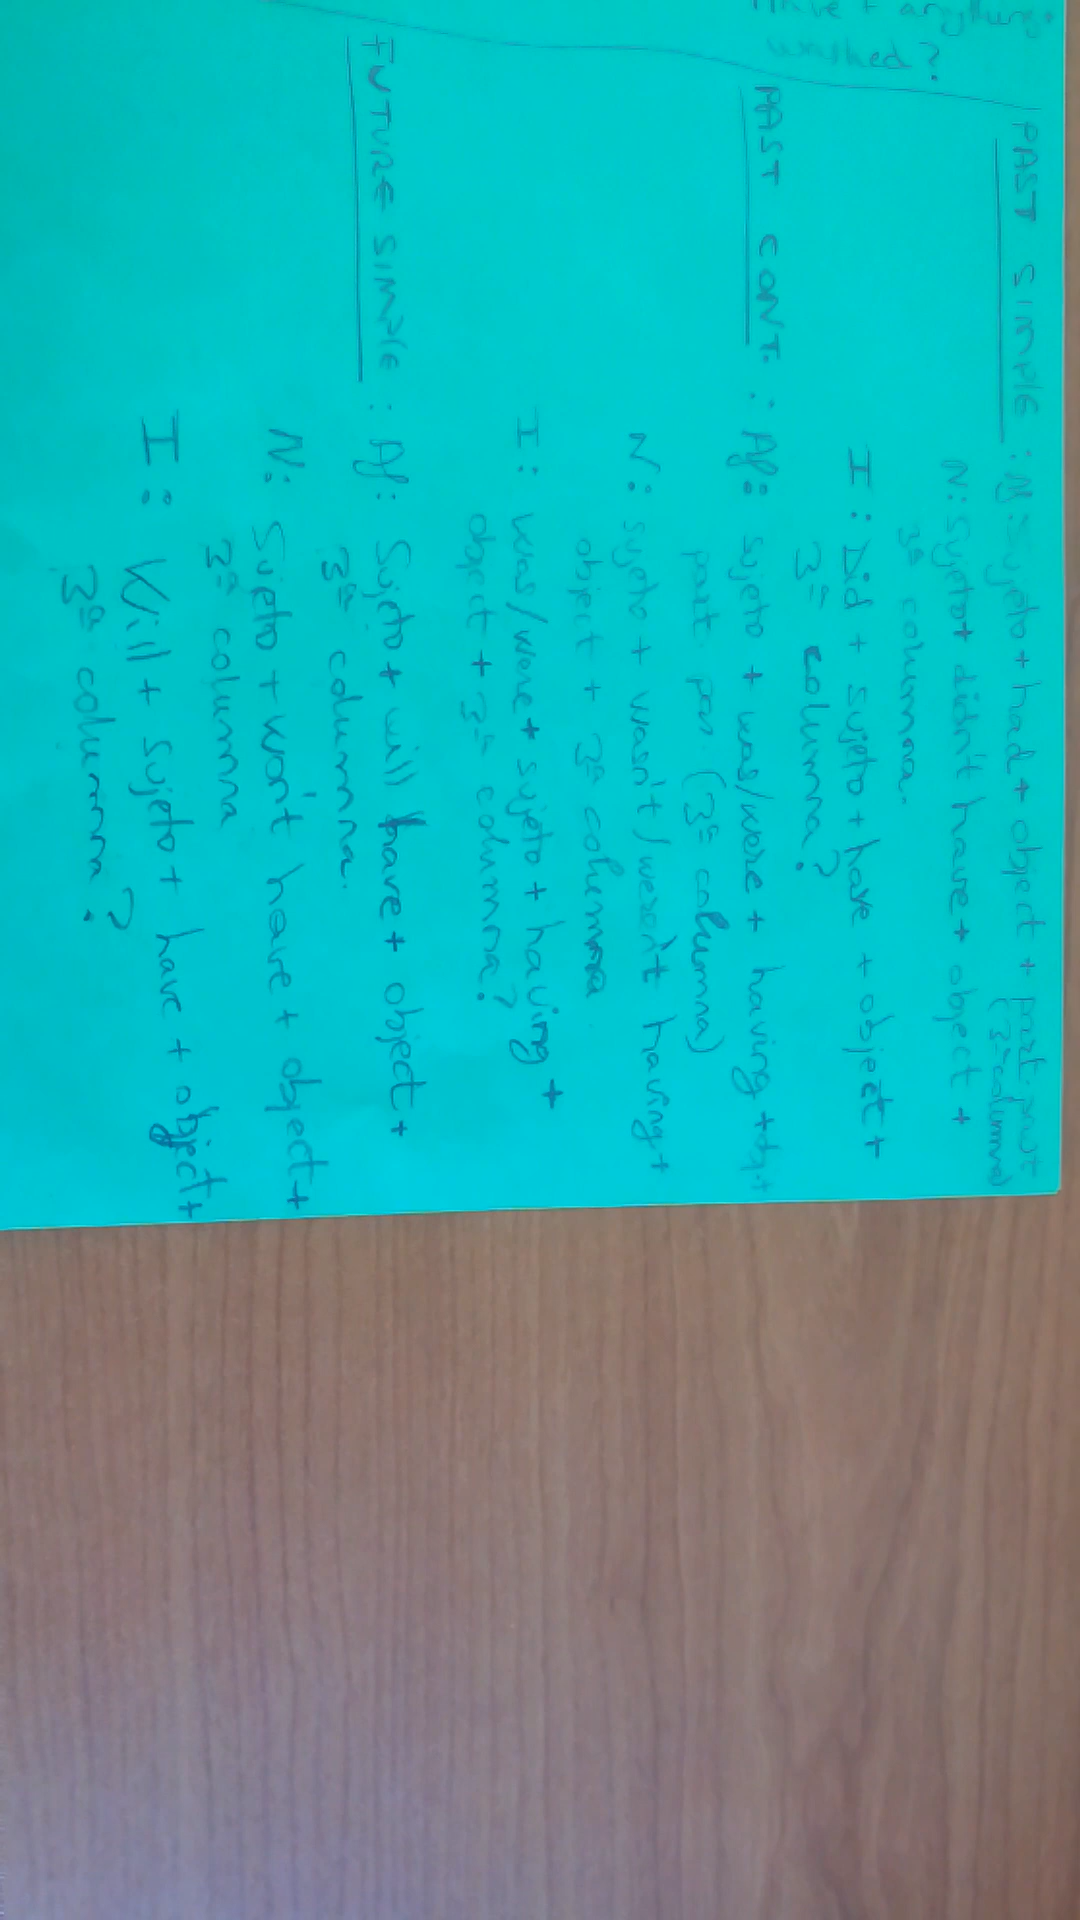 have + anything
washed?
PAST SIMPLE: Af: Sujeto + had + object + past. part
(3ª columna)
N: Sujeto + didn't have + object +
3ª columna.
I: Did + sujeto + have + object +
3ª columna?
PAST CONT.: Af: sujeto + was/were + having + obj +
past par. (3ª columna)
N: sujeto + wasn't/weren't having +
object + 3ª columna
I: was/were + sujeto + having +
object + 3ª columna?
FUTURE SIMPLE: Af: Sujeto + will have + object +
3ª columna.
N: Sujeto + won't have + object +
3ª columna
I: Will + sujeto + have + object +
3ª columna?